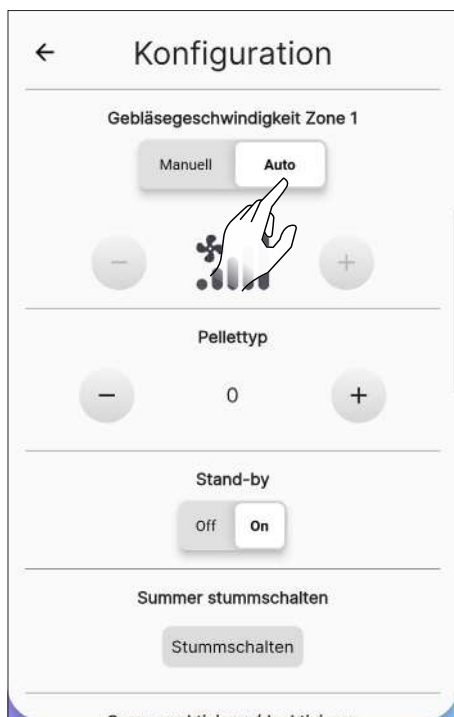 Konfiguration
Gebläsegeschwindigkeit Zone 1
Manuell Auto
Pellettyp
0
Stand-by
Off On
Summer stummschalten
Stummschalten